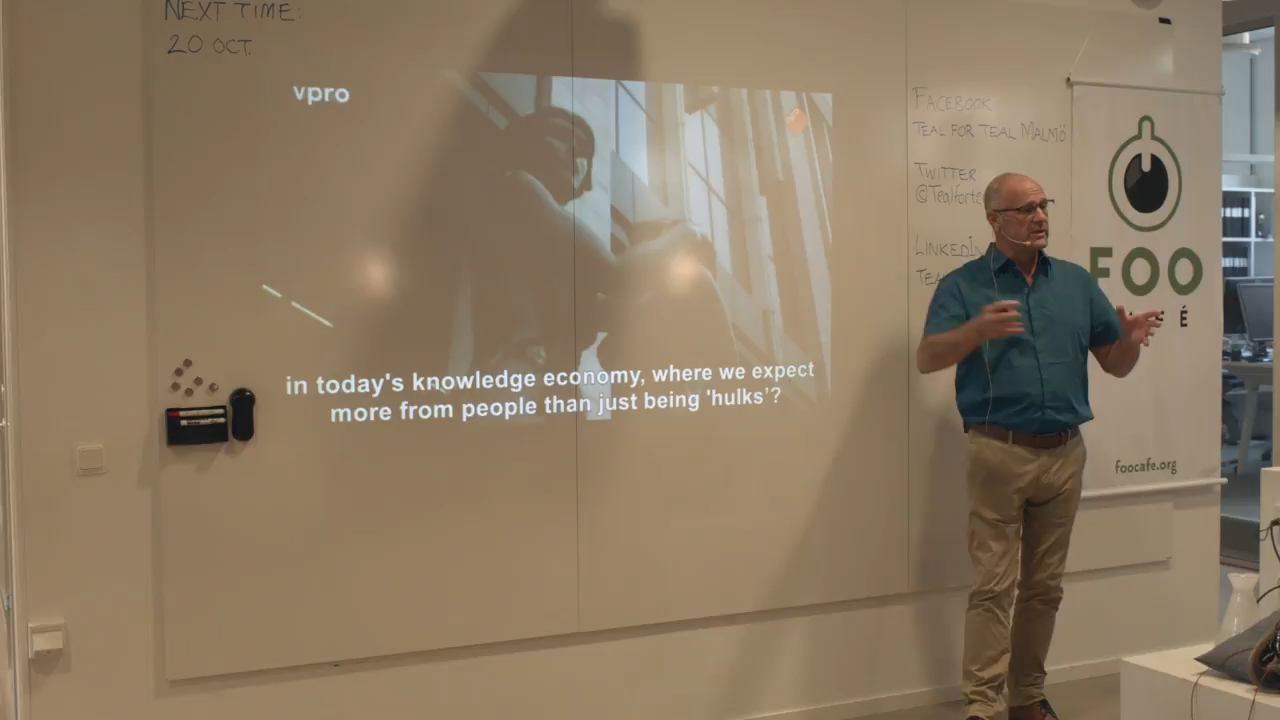 NEXT TIME:
20 OCT.
vpro
in today's knowledge economy, where we expect
more from people than just being 'hulks'?
FACEBOOK
TEAL FOR TEAL MALMÖ
TWITTER
@Tealforte
LINKEDIN
TEA
FOO
É
foocafe.org